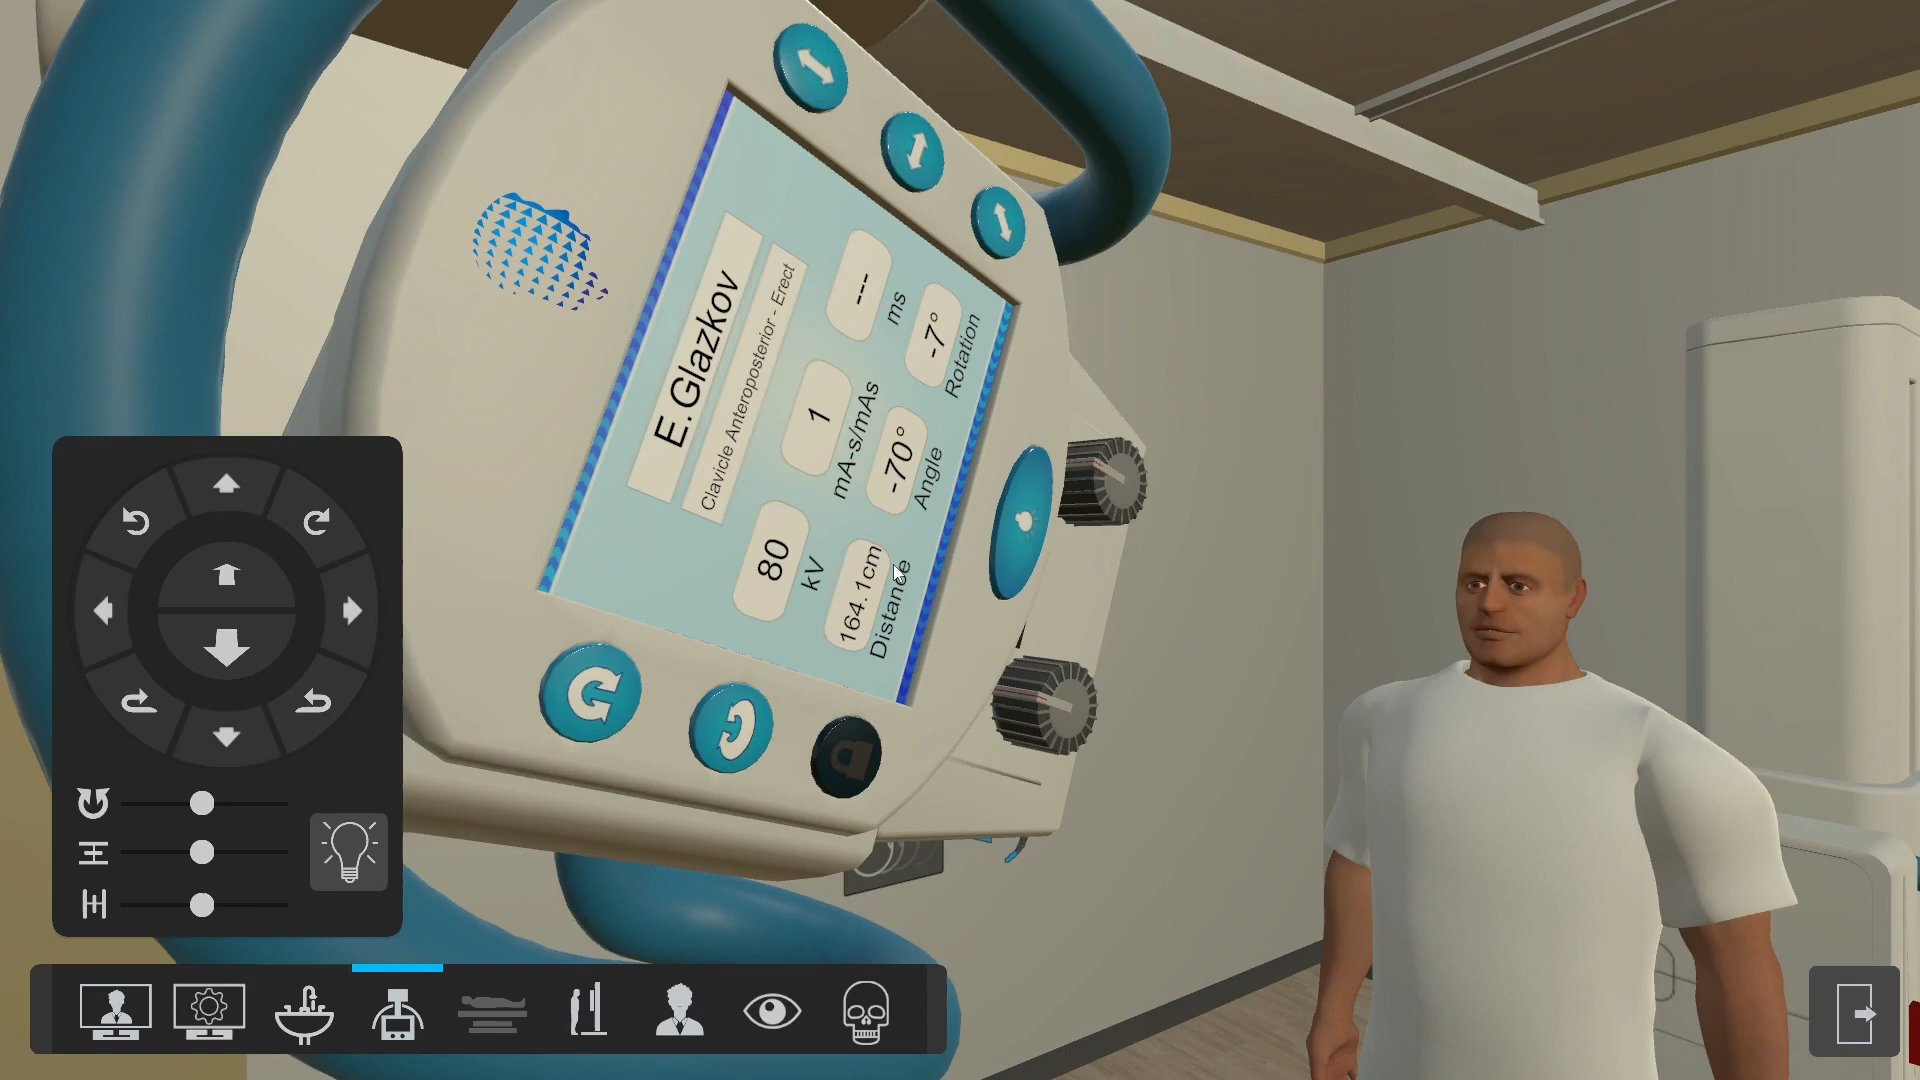 E.Glazkov
Clavicle Anteroposterior - Erect
80
1
---
kV
mA-s/mAs
ms
164.1cm
-70°
-7°
Distance
Angle
Rotation